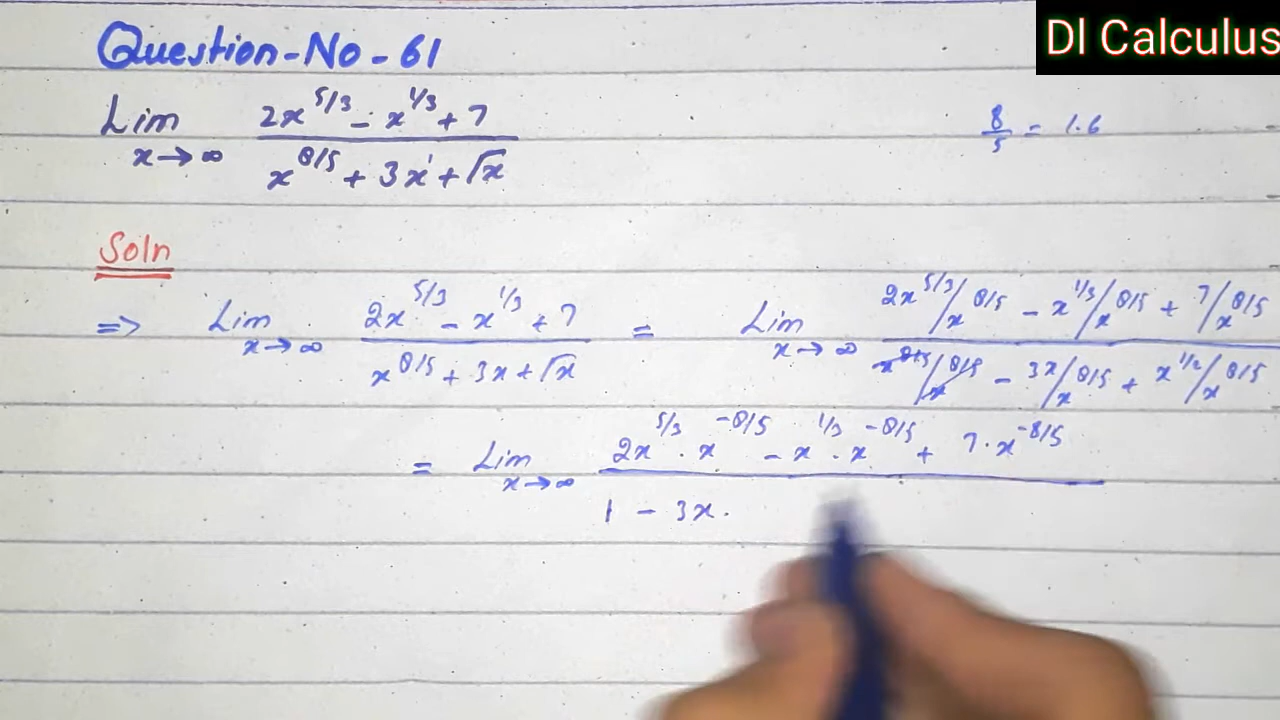 DI Calculus
Question-No-61
Lim x→∞ (2x^5/3 - x^1/3 + 7) / (x^8/5 + 3x^1 + √x)
8/5 = 1.6
Soln
=> Lim x→∞ (2x^5/3 - x^1/3 + 7) / (x^8/5 + 3x + √x) = Lim x→∞ (2x^5/3/x^8/5 - x^1/3/x^8/5 + 7/x^8/5) / (x^8/5/x^8/5 - 3x/x^8/5 + x^1/2/x^8/5)
= Lim x→∞ (2x^5/3 · x^-8/5 - x^1/3 · x^-8/5 + 7 · x^-8/5) / (1 - 3x ·